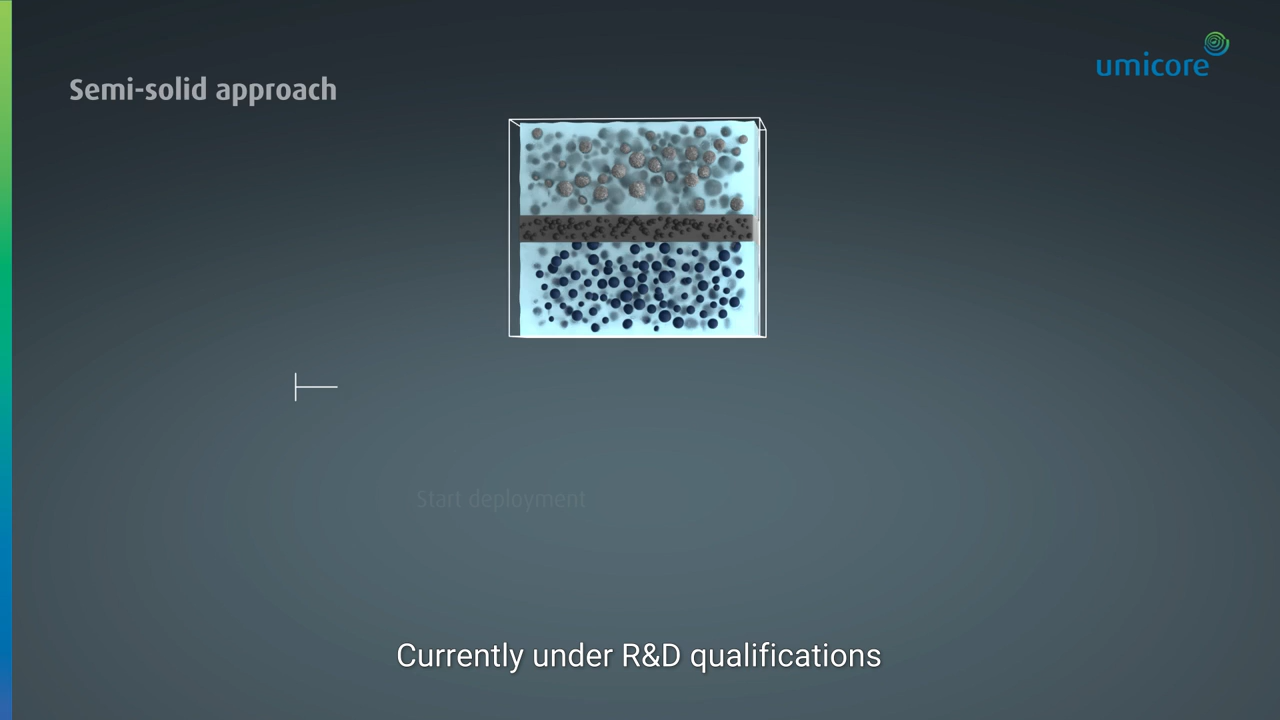 Semi-solid approach
umicore
Start deployment
Currently under R&D qualifications